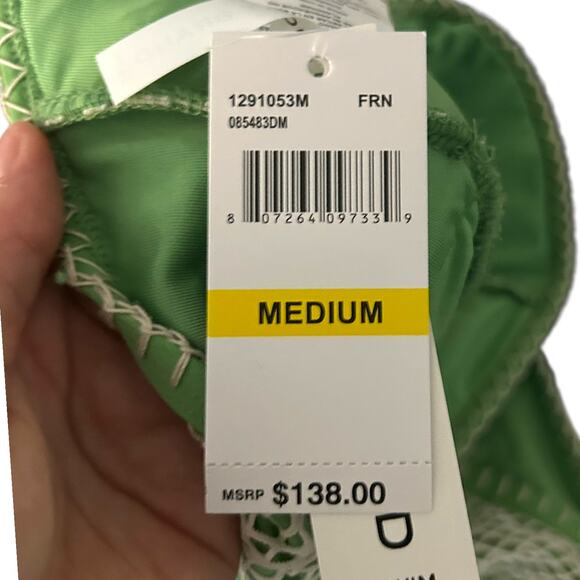 1291053M FRN
085483DM
8 07264 09733 9
MEDIUM
MSRP $138.00
D